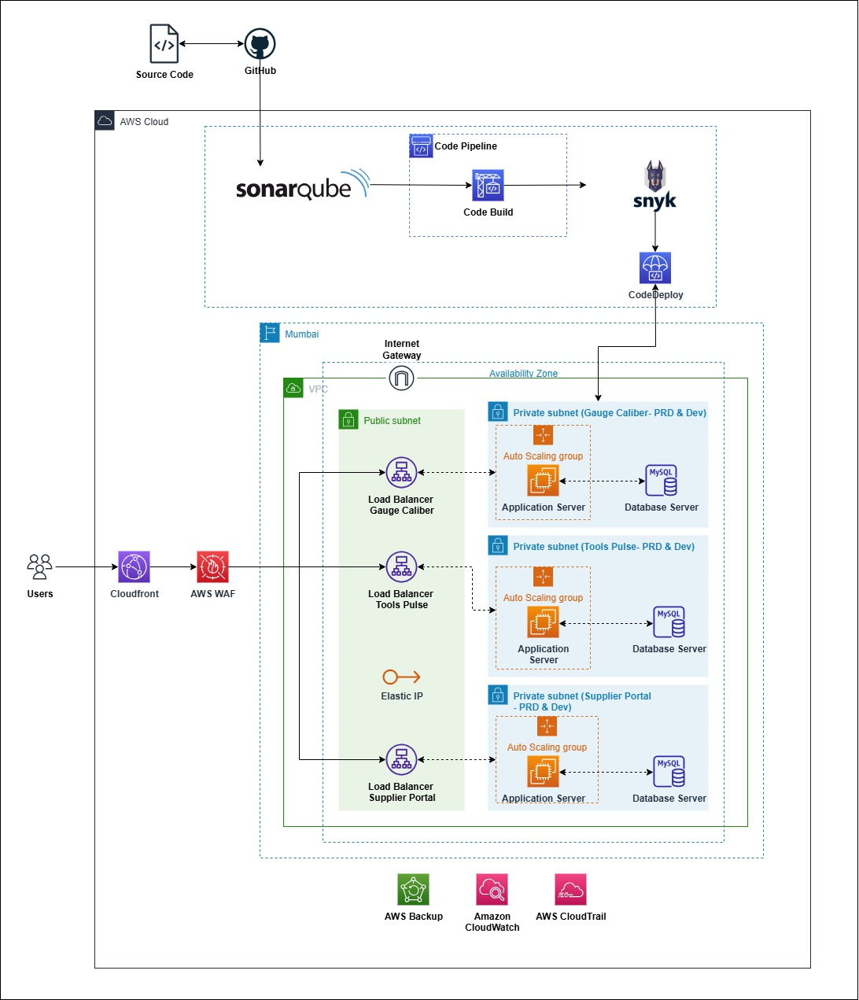 Source Code
GitHub
AWS Cloud
Code Pipeline
sonarqube
Code Build
snyk
CodeDeploy
Mumbai
Internet
Gateway
Availability Zone
VPC
Public subnet
Private subnet (Gauge Caliber- PRD & Dev)
Auto Scaling group
MySQL
Load Balancer
Gauge Caliber
Application Server
Database Server
Private subnet (Tools Pulse- PRD & Dev)
Auto Scaling group
Users
Cloudfront
AWS WAF
Load Balancer
Tools Pulse
MySQL
Application
Server
Database Server
Elastic IP
Private subnet (Supplier Portal
- PRD & Dev)
Auto Scaling group
MySQL
Load Balancer
Supplier Portal
Application Server
Database Server
AWS Backup
Amazon
CloudWatch
AWS CloudTrail